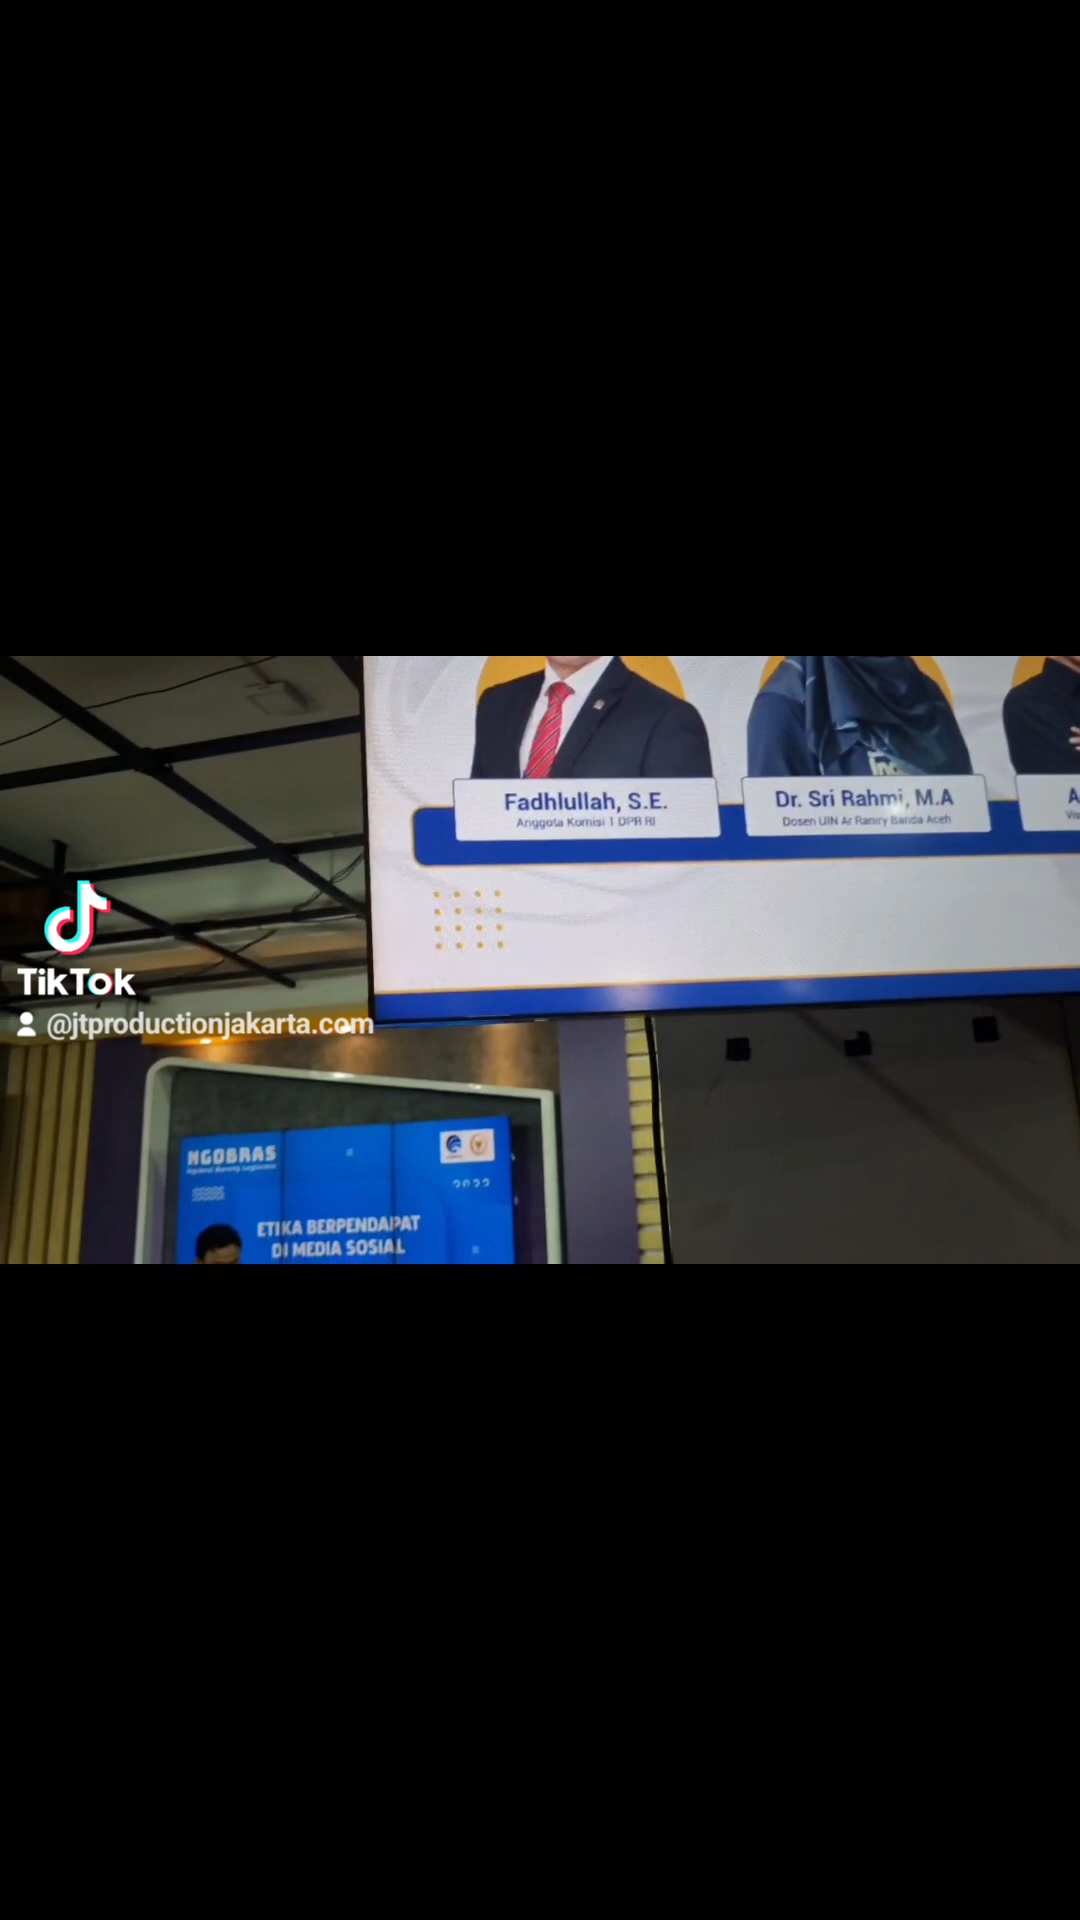 Fadhlullah, S.E.
Anggota Komisi 1 DPR RI
Dr. Sri Rahmi, M.A
Dosen UIN Ar Raniry Banda Aceh
TikTok
@jtproductionjakarta.com
NGOBRAS
2022
ETIKA BERPENDAPAT
DI MEDIA SOSIAL